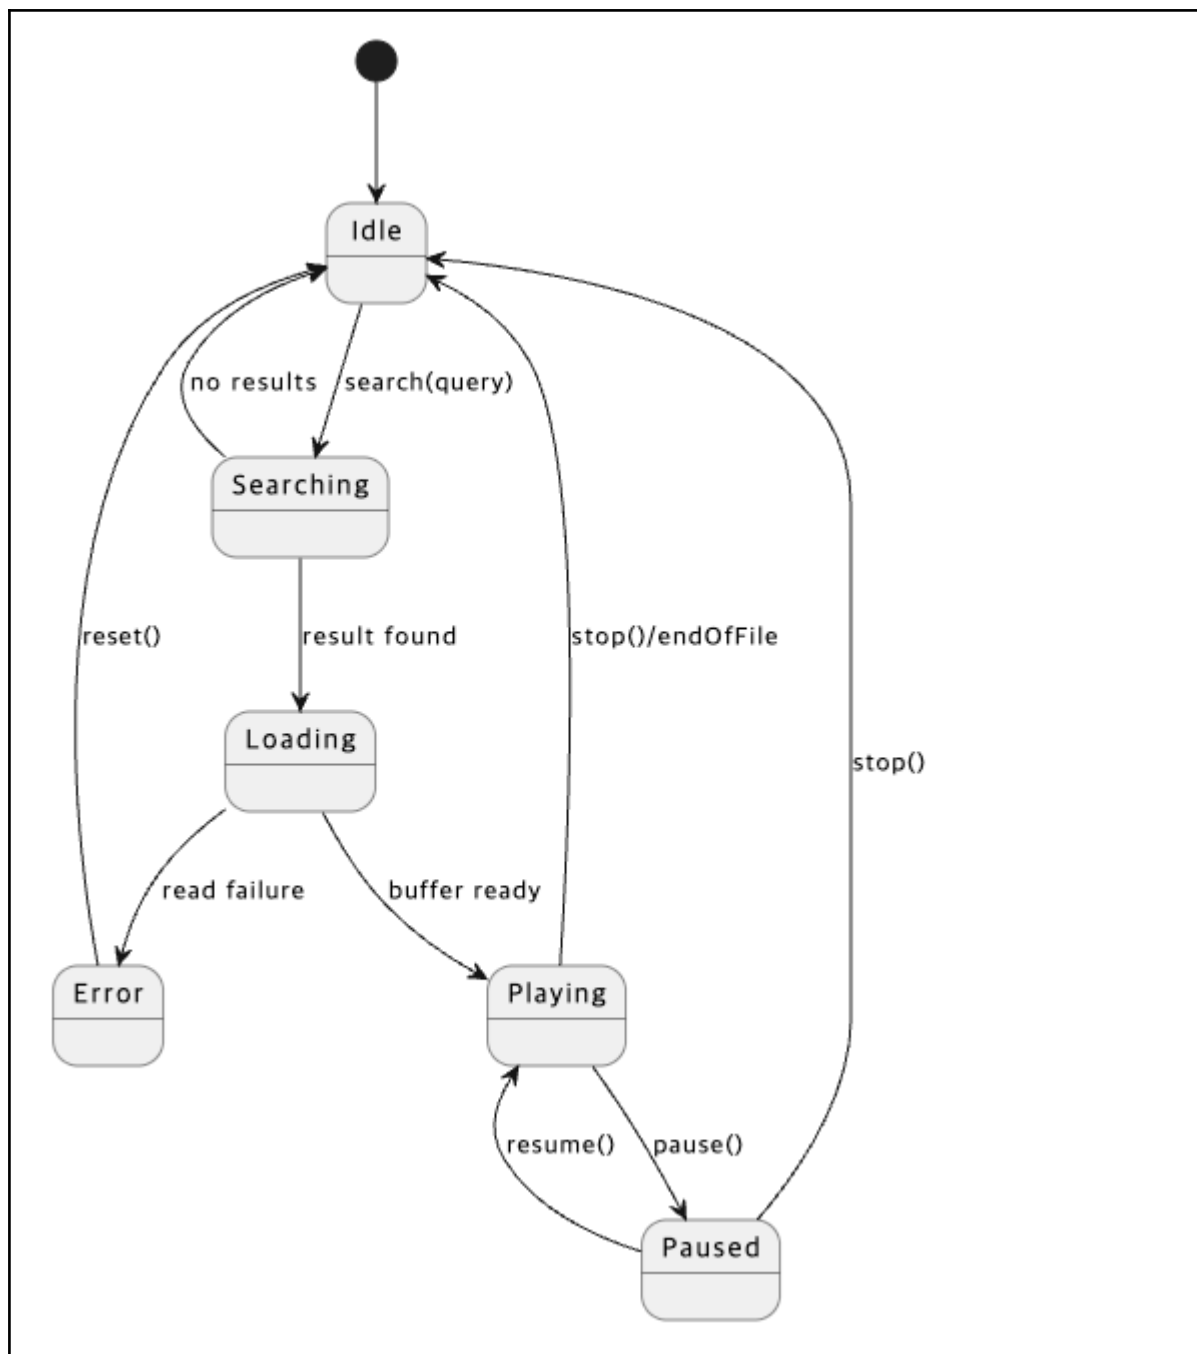 Idle
no results
search(query)
Searching
reset()
result found
stop()/endOfFile
Loading
stop()
read failure
buffer ready
Error
Playing
resume()
pause()
Paused